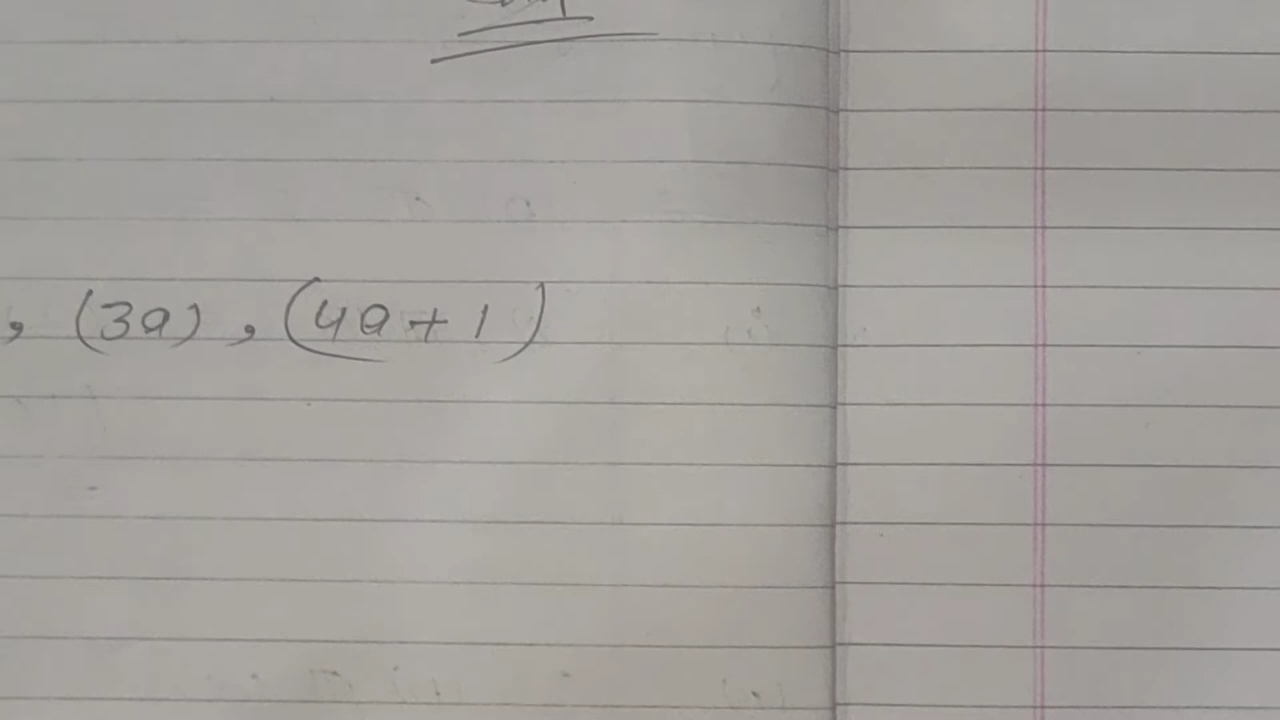 , (3a), (4a+1)